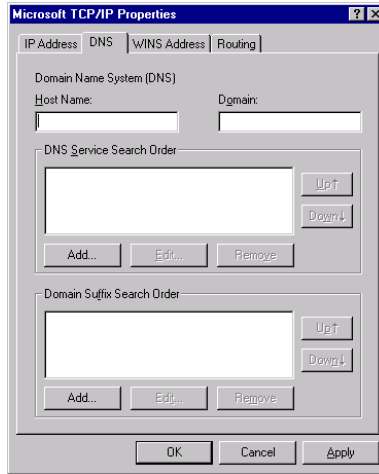 Microsoft TCP/IP Properties
IP Address DNS WINS Address Routing
Domain Name System (DNS)
Host Name: Domain:
DNS Service Search Order
Up↑
Down↓
Add... Edit... Remove
Domain Suffix Search Order
Up↑
Down↓
Add... Edit... Remove
OK Cancel Apply